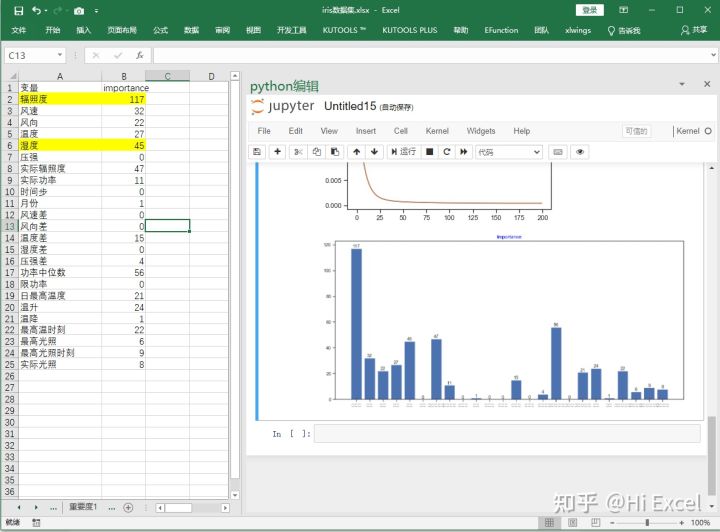 iris数据集.xlsx - Excel
登录
文件 开始 插入 页面布局 公式 数据 审阅 视图 开发工具 KUTOOLS ™ KUTOOLS PLUS 帮助 EFunction 团队 xlwings 告诉我 共享
C13 fx
A B C D
1 变量 importance
2 辐照度 117
3 风速 32
4 风向 22
5 温度 27
6 湿度 45
7 压强 0
8 实际辐照度 47
9 实际功率 11
10 时间步 0
11 月份 1
12 风速差 0
13 风向差 0
14 温度差 15
15 湿度差 0
16 压强差 4
17 功率中位数 56
18 限功率 0
19 日最高温度 21
20 温升 24
21 温降 1
22 最高温时刻 22
23 最高光照 6
24 最高光照时刻 9
25 实际光照 8
26
27
28
29
30
31
32
33
34
35
36
... 重要度1 ...
就绪
python编辑
jupyter Untitled15 (自动保存)
File Edit View Insert Cell Kernel Widgets Help 可信的 Kernel
运行 代码
0.005
0.000
0 25 50 75 100 125 150 175 200
importance
120
100
80
60
40
20
0
117 32 22 27 45 0 47 11 0 1 0 0 15 0 4 56 0 21 24 1 22 6 9 8
In [ ]:
知乎 @Hi Excel
100%